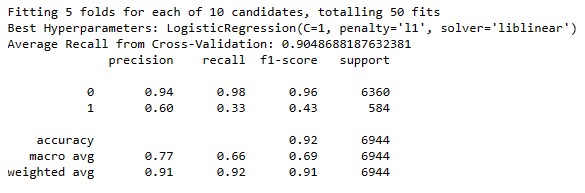 Fitting 5 folds for each of 10 candidates, totalling 50 fits
Best Hyperparameters: LogisticRegression(C=1, penalty='l1', solver='liblinear')
Average Recall from Cross-Validation: 0.9048688187632381
precision recall f1-score support
0 0.94 0.98 0.96 6360
1 0.60 0.33 0.43 584
accuracy 0.92 6944
macro avg 0.77 0.66 0.69 6944
weighted avg 0.91 0.92 0.91 6944